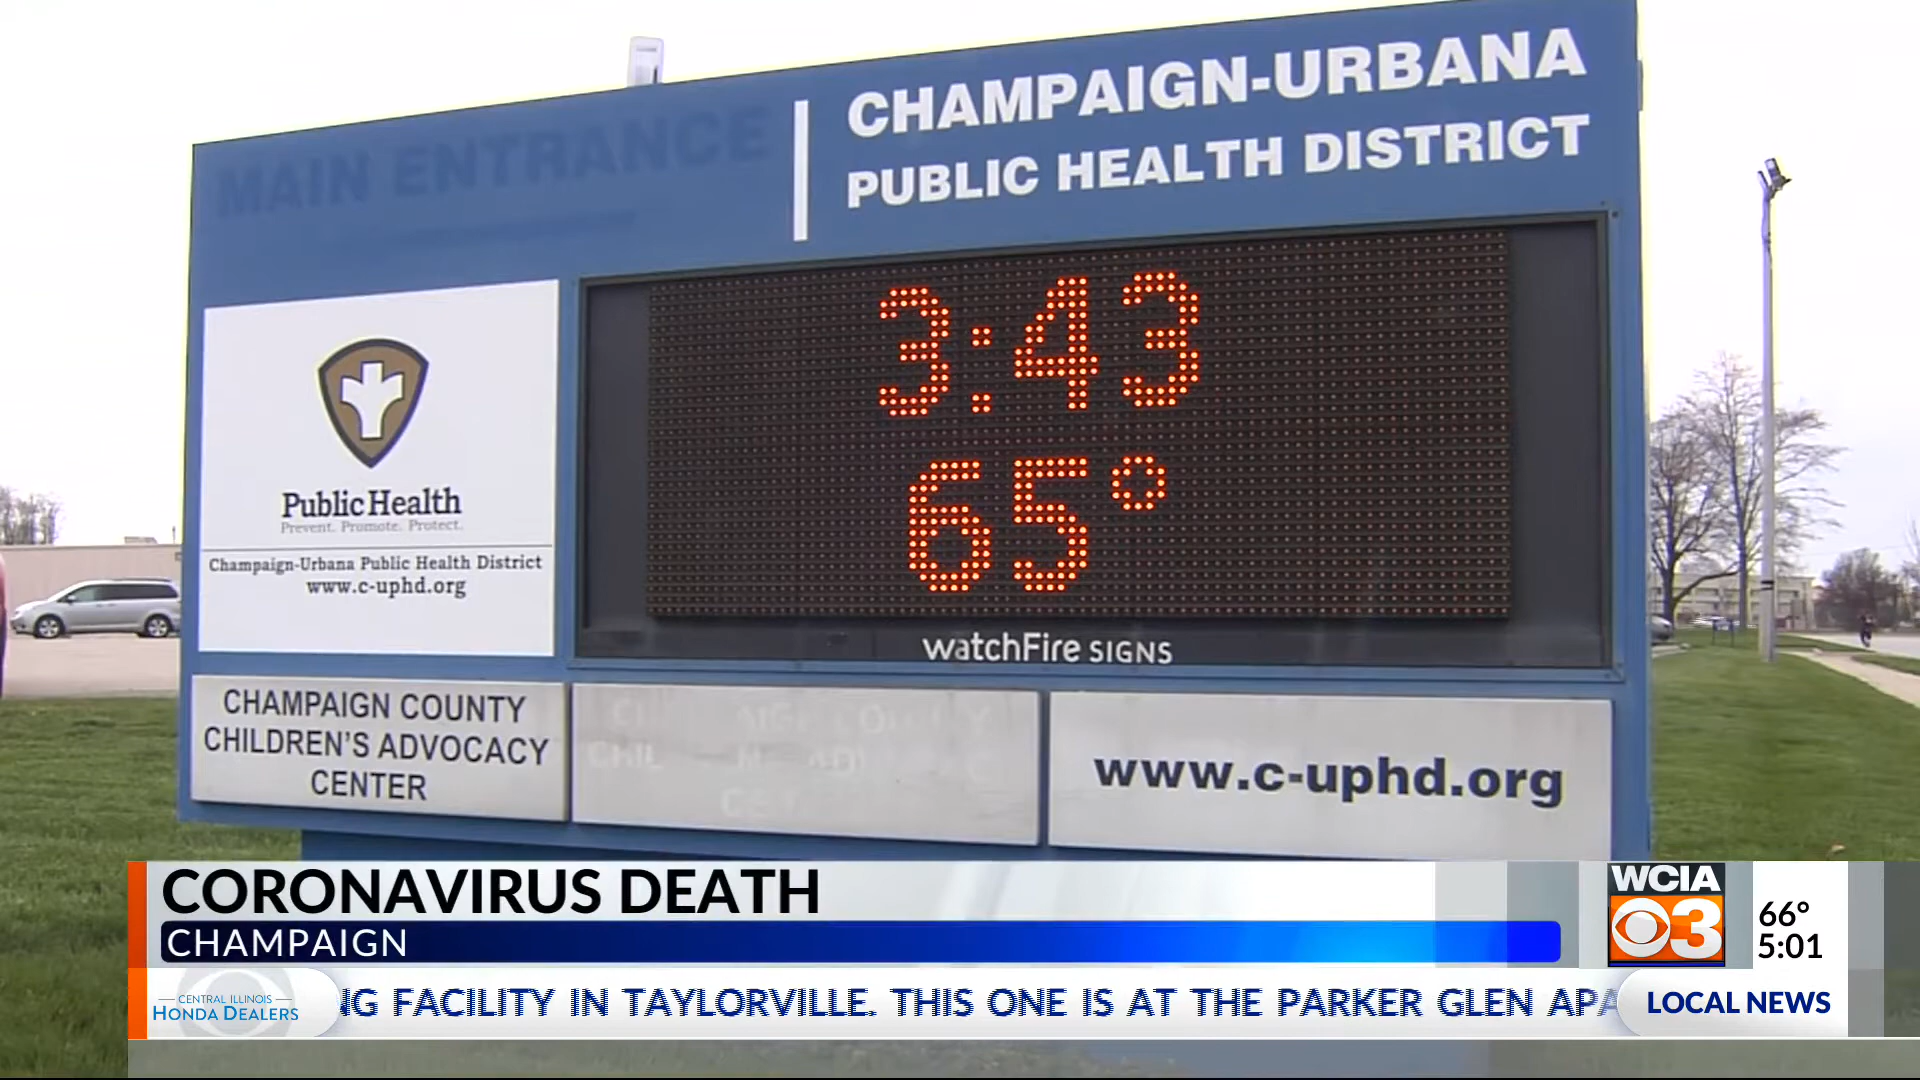 MAIN ENTRANCE
CHAMPAIGN-URBANA
PUBLIC HEALTH DISTRICT
3:43
65°
watchFire SIGNS
Public Health
Prevent. Promote. Protect.
Champaign-Urbana Public Health District
www.c-uphd.org
CHAMPAIGN COUNTY
CHILDREN'S ADVOCACY
CENTER
www.c-uphd.org
CORONAVIRUS DEATH
CHAMPAIGN
WCIA
3
66°
5:01
CENTRAL ILLINOIS
HONDA DEALERS
NG FACILITY IN TAYLORVILLE. THIS ONE IS AT THE PARKER GLEN APA
LOCAL NEWS